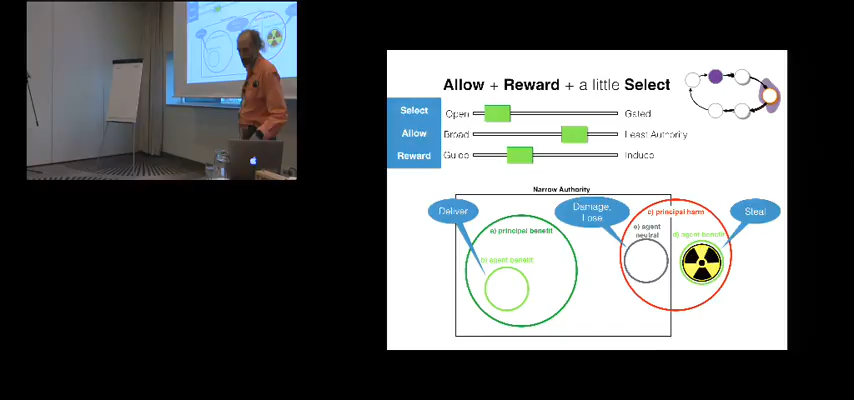 Allow + Reward + a little Select
Select
Open
Gated
Allow
Broad
Least Authority
Reward
Guide
Induce
Narrow Authority
Deliver
Damage,
Lose
c) principal harm
Steal
a) principal benefit
e) agent
neutral
d) agent benefit
b) agent benefit